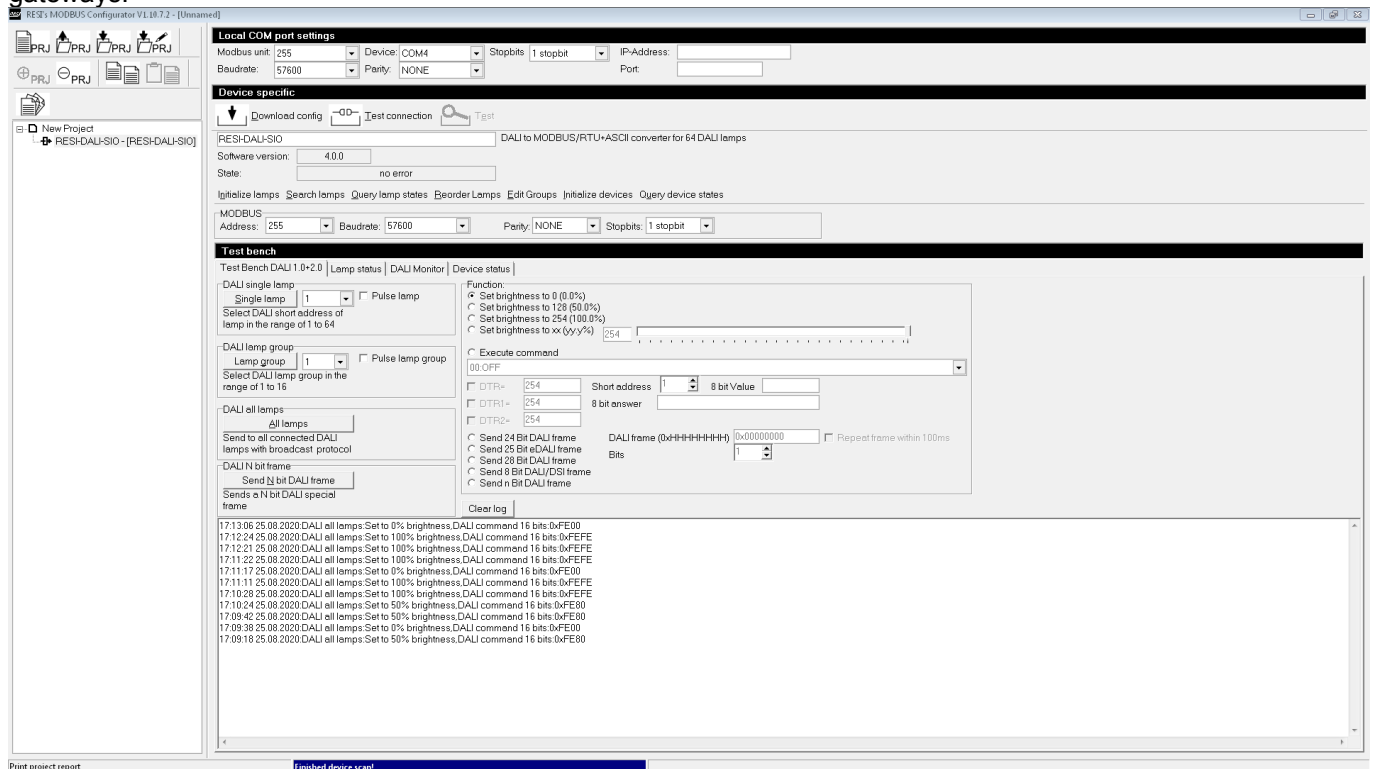 gateways.
RESI's MODBUS Configurator V1.10.7.2 - [Unnamed]
PRJ PRJ PRJ PRJ
PRJ PRJ
New Project
RESI-DALI-SIO - [RESI-DALI-SIO]
Local COM port settings
Modbus unit: 255 Device: COM4 Stopbits 1 stopbit IP-Address:
Baudrate: 57600 Parity: NONE Port:
Device specific
Download config Test connection Test
RESI-DALI-SIO DALI to MODBUS/RTU+ASCII converter for 64 DALI lamps
Software version: 4.0.0
State: no error
Initialize lamps Search lamps Query lamp states Reorder Lamps Edit Groups Initialize devices Query device states
MODBUS
Address: 255 Baudrate: 57600 Parity: NONE Stopbits: 1 stopbit
Test bench
Test Bench DALI 1.0+2.0 Lamp status DALI Monitor Device status
DALI single lamp
Single lamp 1 Pulse lamp
Select DALI short address of
lamp in the range of 1 to 64
DALI lamp group
Lamp group 1 Pulse lamp group
Select DALI lamp group in the
range of 1 to 16
DALI all lamps
All lamps
Send to all connected DALI
lamps with broadcast protocol
DALI N bit frame
Send N bit DALI frame
Sends a N bit DALI special
frame
Function:
Set brightness to 0 (0.0%)
Set brightness to 128 (50.0%)
Set brightness to 254 (100.0%)
Set brightness to xx (yy.y%) 254
Execute command
00:OFF
DTR= 254 Short address 1 8 bit Value
DTR1= 254 8 bit answer
DTR2= 254
Send 24 Bit DALI frame DALI frame (0xHHHHHHHH) 0x00000000 Repeat frame within 100ms
Send 25 Bit eDALI frame Bits 1
Send 28 Bit DALI frame
Send 8 Bit DALI/DSI frame
Send n Bit DALI frame
Clear log
17:13:06 25.08.2020:DALI all lamps:Set to 0% brightness,DALI command 16 bits:0xFE00
17:12:24 25.08.2020:DALI all lamps:Set to 100% brightness,DALI command 16 bits:0xFEFE
17:12:21 25.08.2020:DALI all lamps:Set to 100% brightness,DALI command 16 bits:0xFEFE
17:11:22 25.08.2020:DALI all lamps:Set to 100% brightness,DALI command 16 bits:0xFEFE
17:11:17 25.08.2020:DALI all lamps:Set to 0% brightness,DALI command 16 bits:0xFE00
17:11:11 25.08.2020:DALI all lamps:Set to 100% brightness,DALI command 16 bits:0xFEFE
17:10:28 25.08.2020:DALI all lamps:Set to 100% brightness,DALI command 16 bits:0xFEFE
17:10:24 25.08.2020:DALI all lamps:Set to 50% brightness,DALI command 16 bits:0xFE80
17:09:42 25.08.2020:DALI all lamps:Set to 50% brightness,DALI command 16 bits:0xFE80
17:09:38 25.08.2020:DALI all lamps:Set to 0% brightness,DALI command 16 bits:0xFE00
17:09:18 25.08.2020:DALI all lamps:Set to 50% brightness,DALI command 16 bits:0xFE80
Print project report Finished device scan!